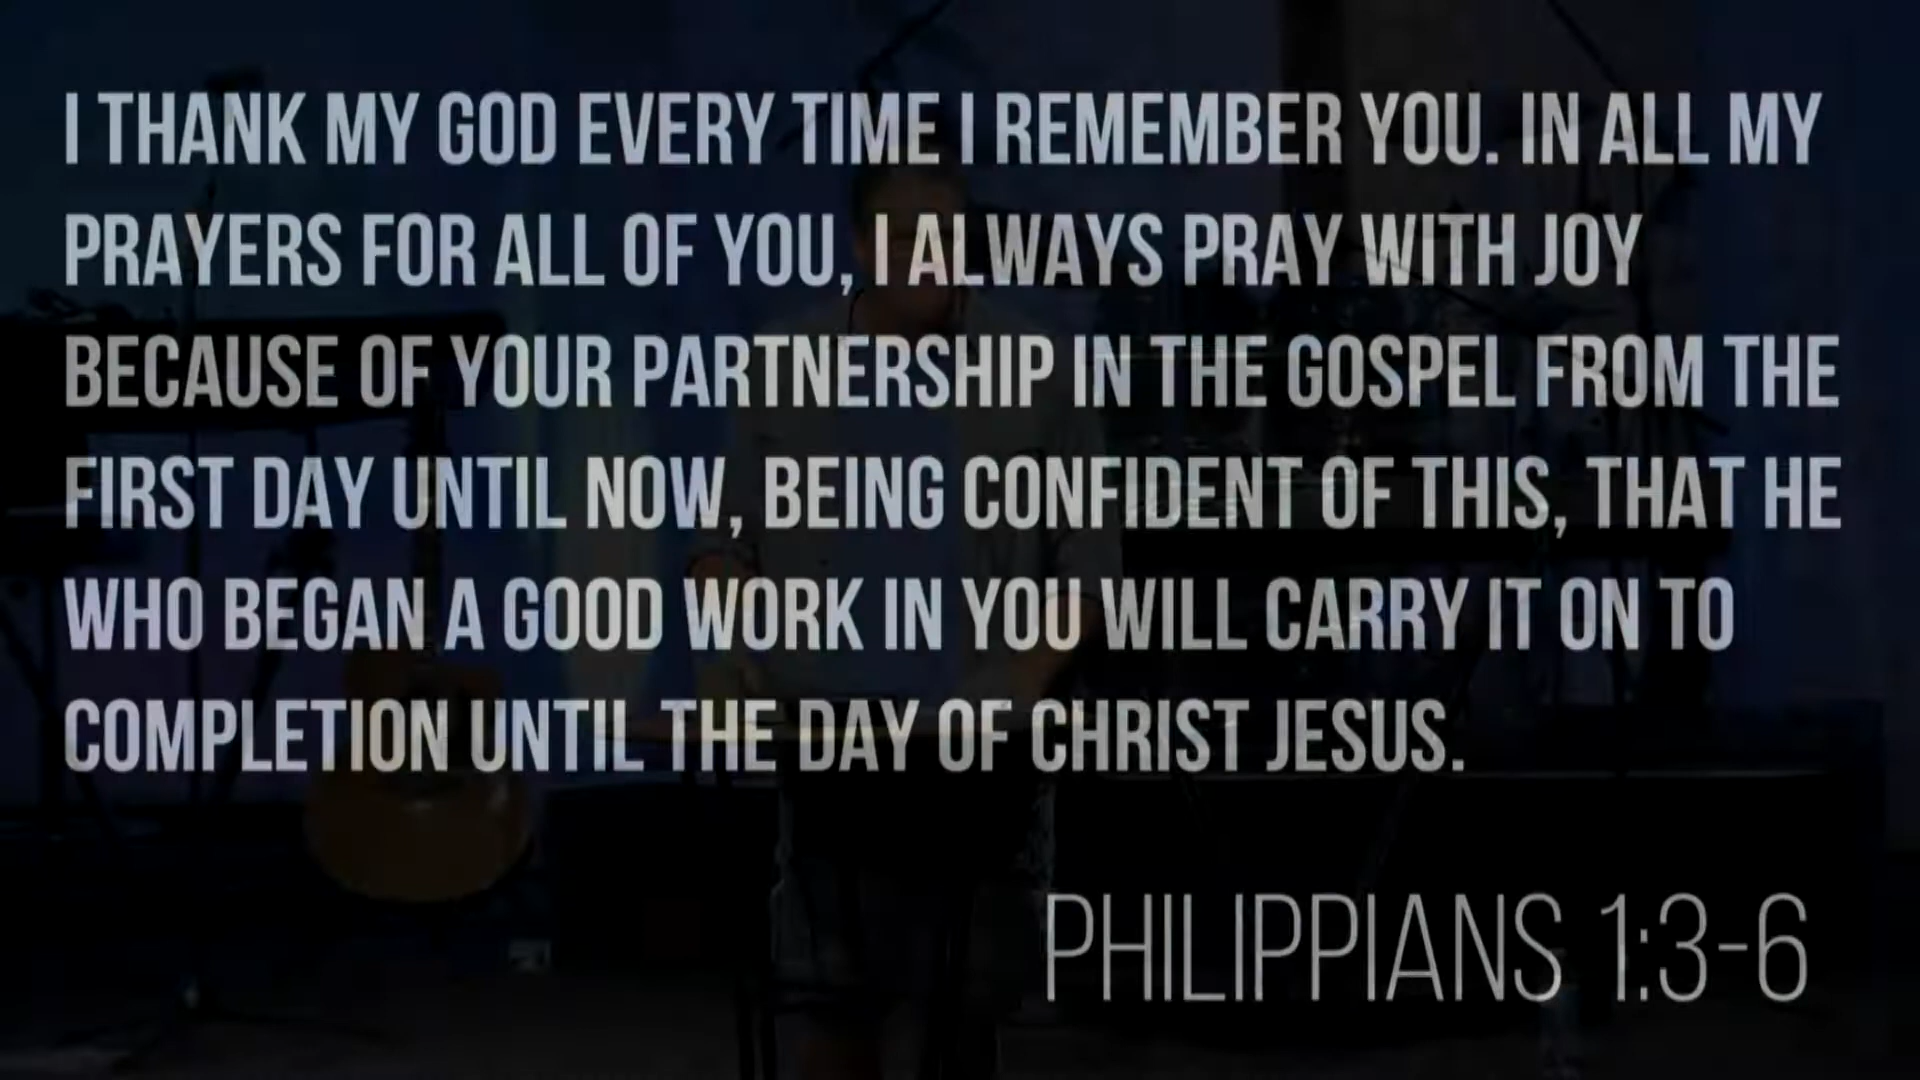 I THANK MY GOD EVERY TIME I REMEMBER YOU. IN ALL MY
PRAYERS FOR ALL OF YOU, I ALWAYS PRAY WITH JOY
BECAUSE OF YOUR PARTNERSHIP IN THE GOSPEL FROM THE
FIRST DAY UNTIL NOW, BEING CONFIDENT OF THIS, THAT HE
WHO BEGAN A GOOD WORK IN YOU WILL CARRY IT ON TO
COMPLETION UNTIL THE DAY OF CHRIST JESUS.
PHILIPPIANS 1:3-6